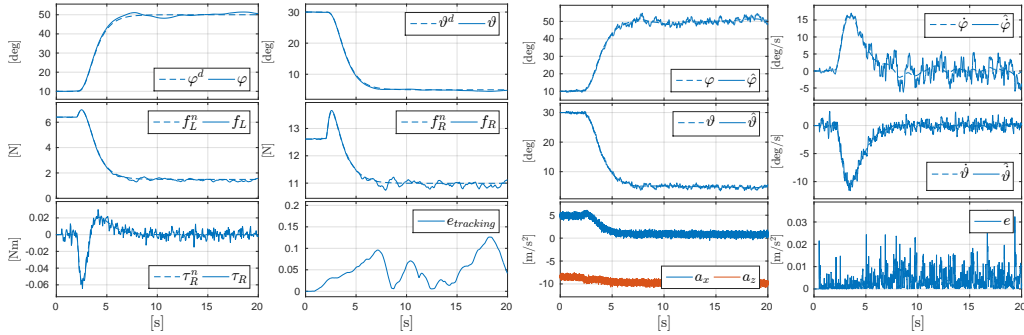 [deg]
50
40
30
20
10
φ^d φ
[N]
6
4
2
f_L^n f_L
[Nm]
0.02
0
-0.02
-0.04
-0.06
τ_R^n τ_R
0 5 10 15 20
[s]
[deg]
30
20
10
ϑ^d ϑ
[N]
13
12
11
f_R^n f_R
0.15
0.1
0.05
0
e_{tracking}
0 5 10 15 20
[s]
[deg]
50
40
30
20
10
φ φ̂
[deg]
30
20
10
ϑ ϑ̂
[m/s²]
5
0
-5
-10
a_x a_z
0 5 10 15 20
[s]
[deg/s]
15
10
5
0
-5
φ̇ φ̇̂
[deg/s]
0
-5
-10
ϑ̇ ϑ̇̂
[m/s²]
0.03
0.02
0.01
0
e
0 5 10 15 20
[s]